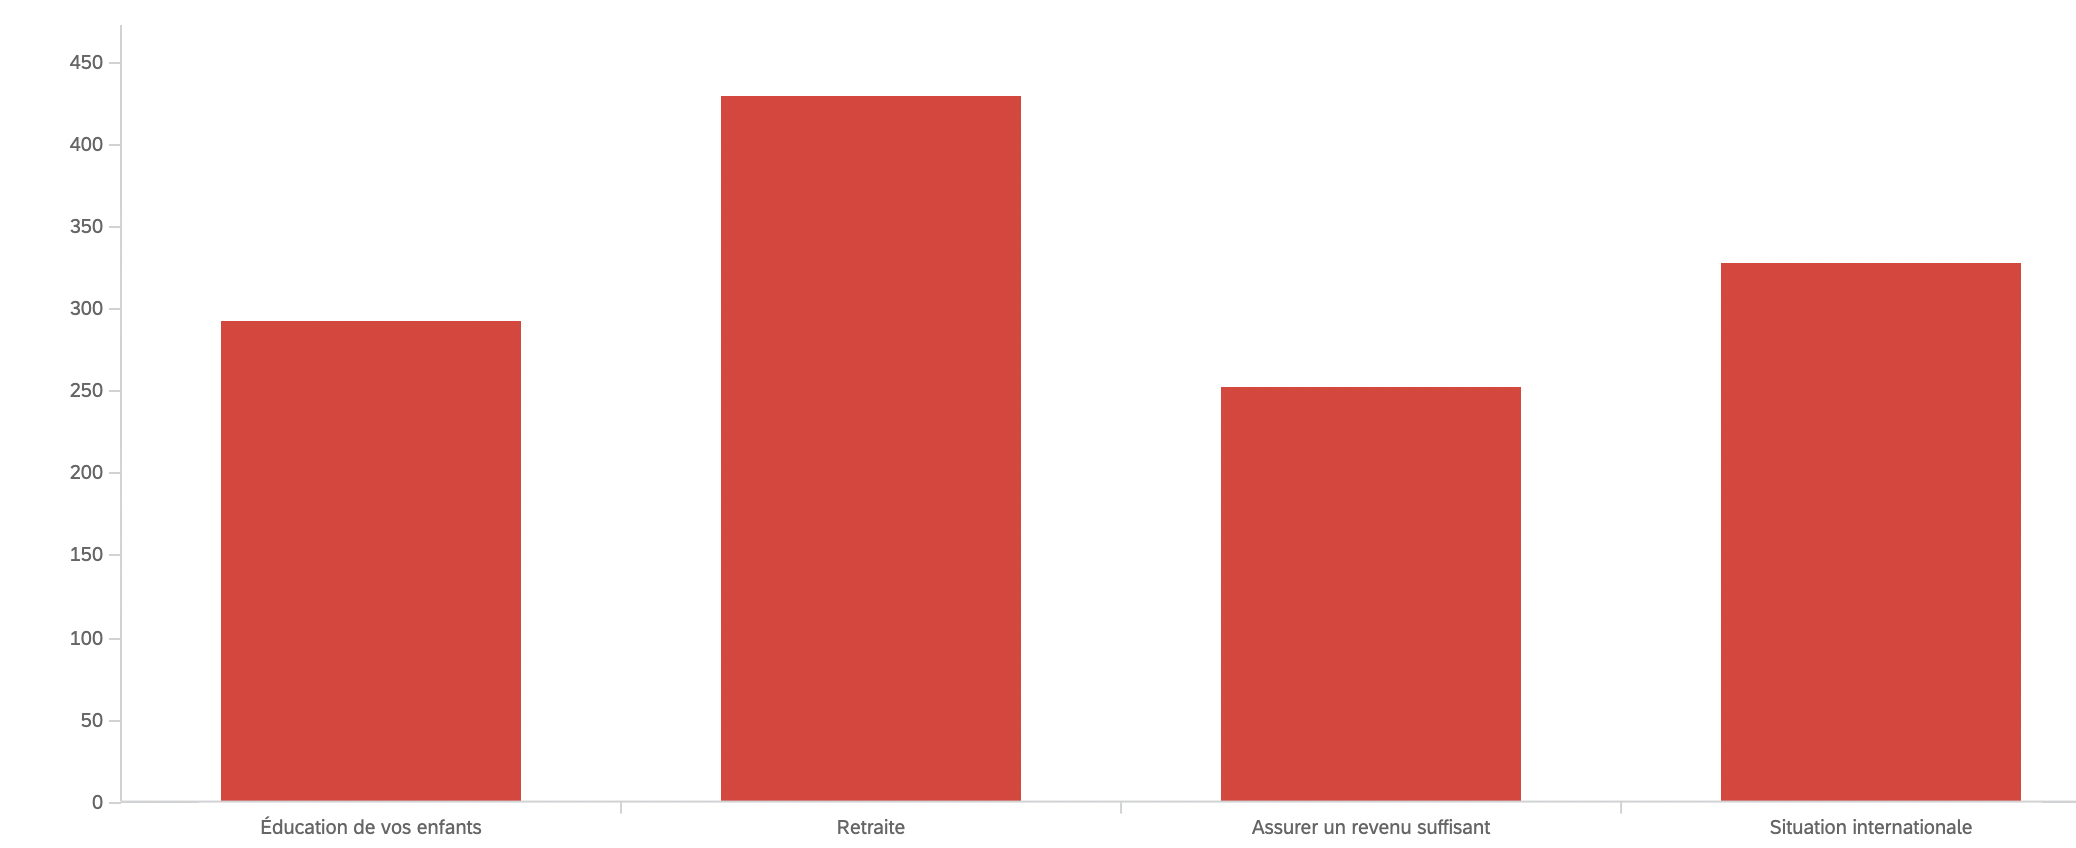 450
400
350
300
250
200
150
100
50
0
Éducation de vos enfants
Retraite
Assurer un revenu suffisant
Situation internationale